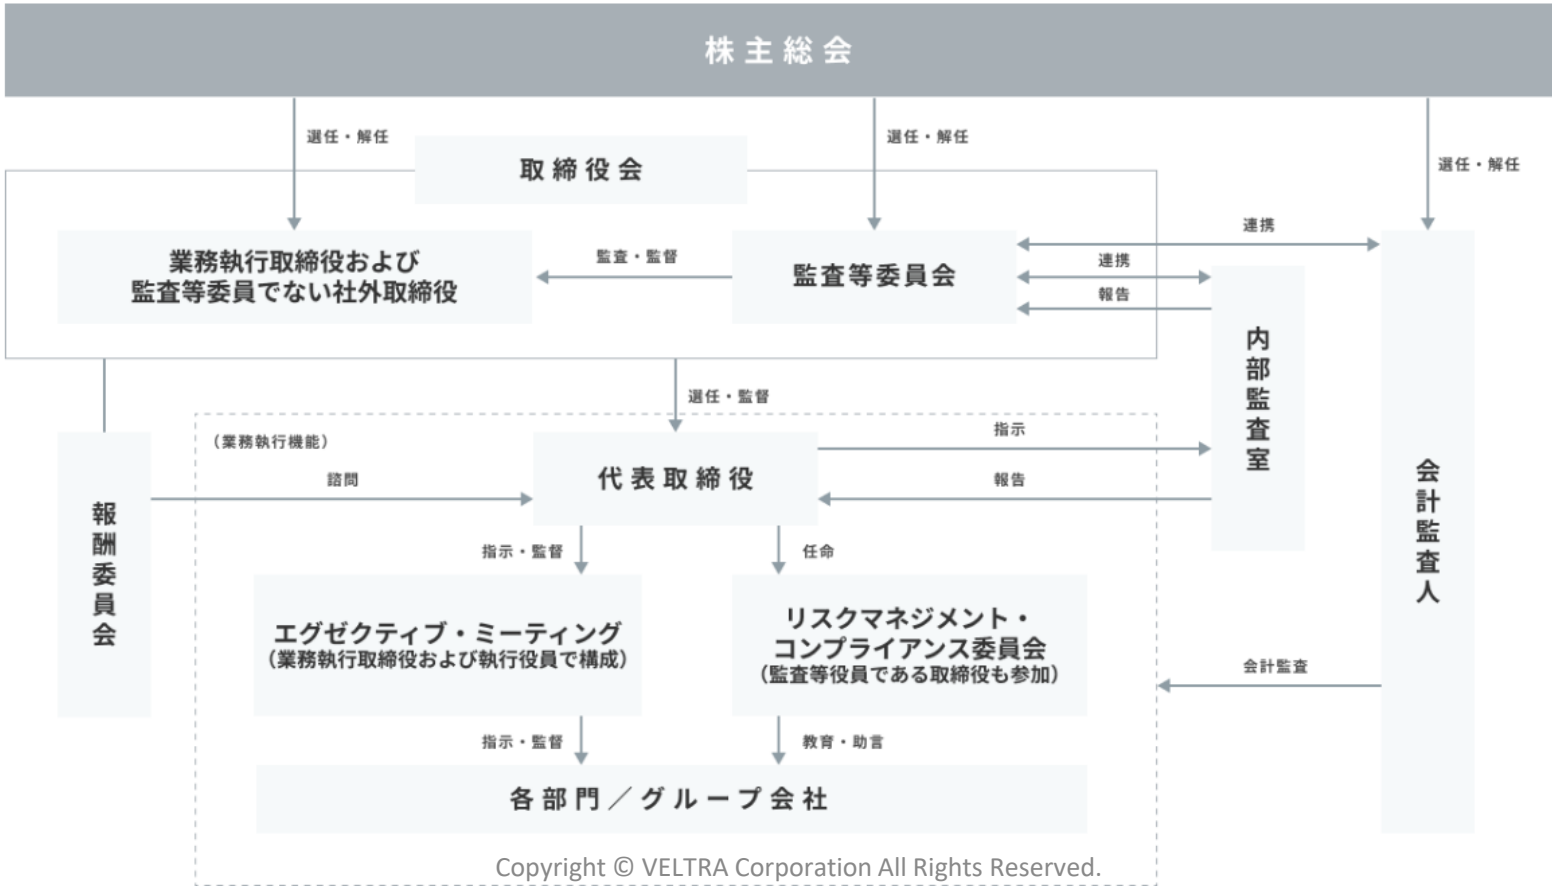 株主総会
選任・解任
選任・解任
選任・解任
取締役会
業務執行取締役および
監査等委員でない社外取締役
監査・監督
監査等委員会
連携
連携
報告
内部監査室
会計監査人
選任・監督
（業務執行機能）
代表取締役
指示
報告
諮問
報酬委員会
指示・監督
任命
エグゼクティブ・ミーティング
（業務執行取締役および執行役員で構成）
リスクマネジメント・
コンプライアンス委員会
（監査等役員である取締役も参加）
会計監査
指示・監督
教育・助言
各部門／グループ会社
Copyright © VELTRA Corporation All Rights Reserved.